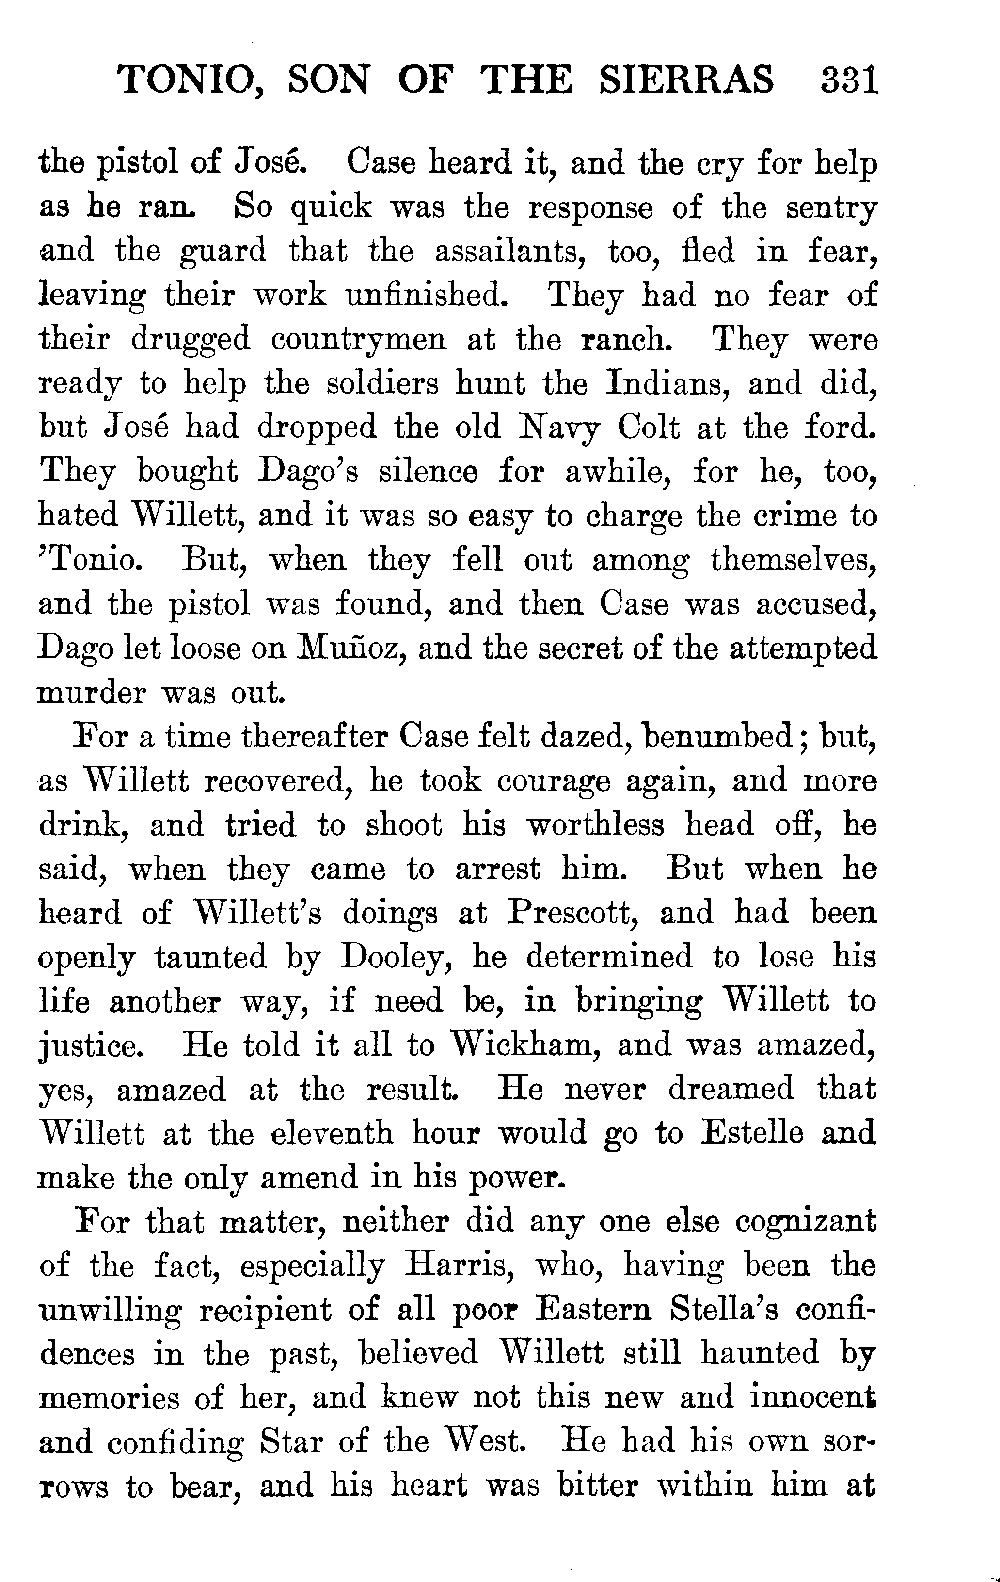 TONIO, SON OF THE SIERRAS 331
the pistol of José. Case heard it, and the cry for help
as he ran. So quick was the response of the sentry
and the guard that the assailants, too, fled in fear,
leaving their work unfinished. They had no fear of
their drugged countrymen at the ranch. They were
ready to help the soldiers hunt the Indians, and did,
but José had dropped the old Navy Colt at the ford.
They bought Dago's silence for awhile, for he, too,
hated Willett, and it was so easy to charge the crime to
'Tonio. But, when they fell out among themselves,
and the pistol was found, and then Case was accused,
Dago let loose on Muñoz, and the secret of the attempted
murder was out.
For a time thereafter Case felt dazed, benumbed; but,
as Willett recovered, he took courage again, and more
drink, and tried to shoot his worthless head off, he
said, when they came to arrest him. But when he
heard of Willett's doings at Prescott, and had been
openly taunted by Dooley, he determined to lose his
life another way, if need be, in bringing Willett to
justice. He told it all to Wickham, and was amazed,
yes, amazed at the result. He never dreamed that
Willett at the eleventh hour would go to Estelle and
make the only amend in his power.
For that matter, neither did any one else cognizant
of the fact, especially Harris, who, having been the
unwilling recipient of all poor Eastern Stella's confi-
dences in the past, believed Willett still haunted by
memories of her, and knew not this new and innocent
and confiding Star of the West. He had his own sor-
rows to bear, and his heart was bitter within him at